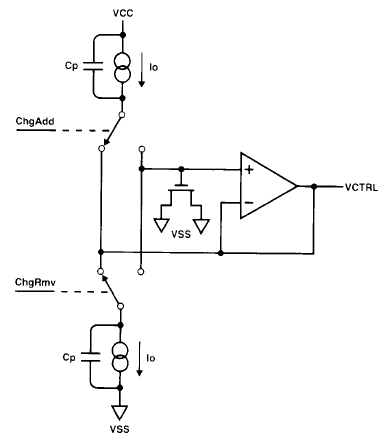 VCC
Cp
Io
ChgAdd
+
VCTRL
−
VSS
ChgRmv
Cp
Io
VSS